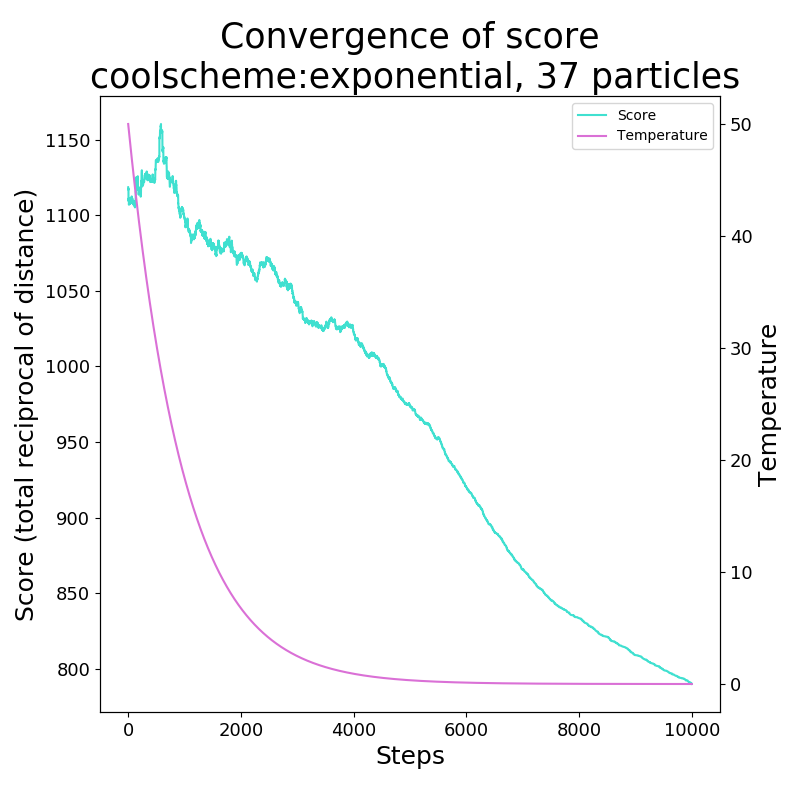 Convergence of score
coolscheme:exponential, 37 particles
Score
Temperature
Score (total reciprocal of distance)
1150
1100
1050
1000
950
900
850
800
50
40
30
20
10
0
Temperature
0 2000 4000 6000 8000 10000
Steps